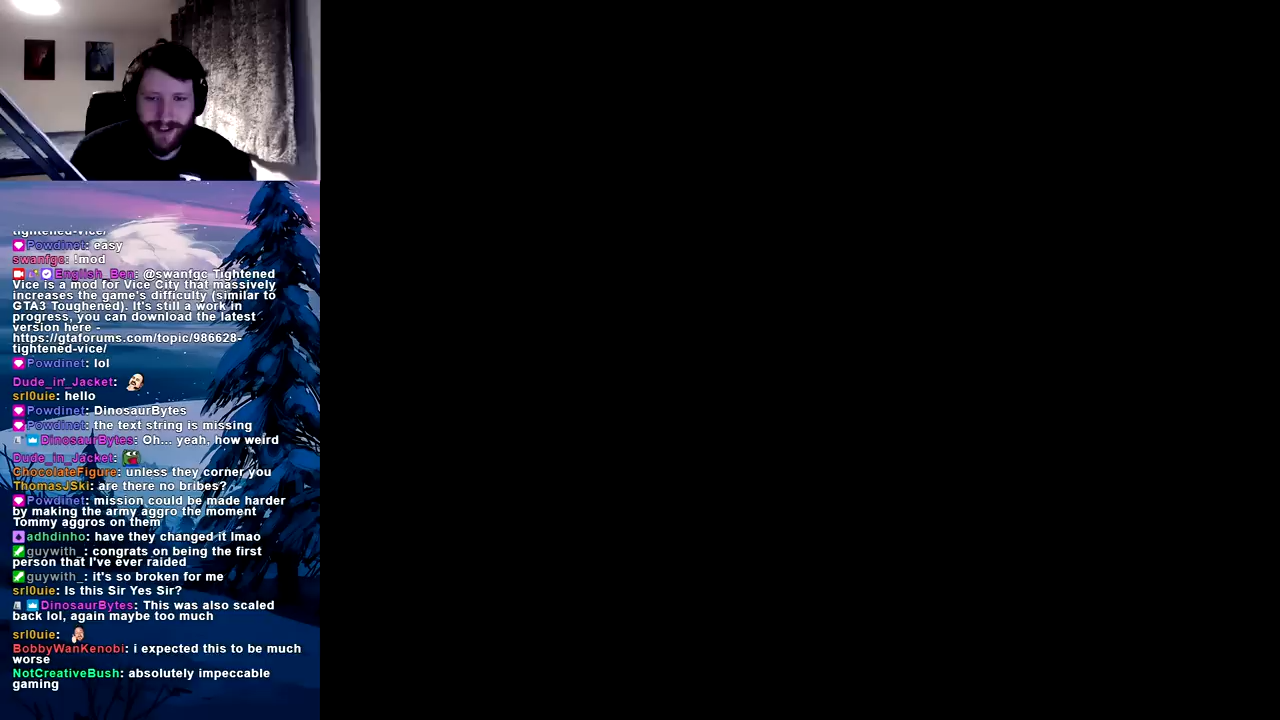 tightened-vice/
Powdinet: easy
swanfgc: !mod
English_Ben: @swanfgc Tightened
Vice is a mod for Vice City that massively
increases the game's difficulty (similar to
GTA3 Toughened). It's still a work in
progress, you can download the latest
version here -
https://gtaforums.com/topic/986628-
tightened-vice/
Powdinet: lol
Dude_in_Jacket:
srl0uie: hello
Powdinet: DinosaurBytes
Powdinet: the text string is missing
DinosaurBytes: Oh... yeah, how weird
Dude_in_Jacket:
ChocolateFigure: unless they corner you
ThomasJSki: are there no bribes?
Powdinet: mission could be made harder
by making the army aggro the moment
Tommy aggros on them
adhdinho: have they changed it lmao
guywith_: congrats on being the first
person that I've ever raided
guywith_: it's so broken for me
srl0uie: Is this Sir Yes Sir?
DinosaurBytes: This was also scaled
back lol, again maybe too much
srl0uie:
BobbyWanKenobi: i expected this to be much
worse
NotCreativeBush: absolutely impeccable
gaming